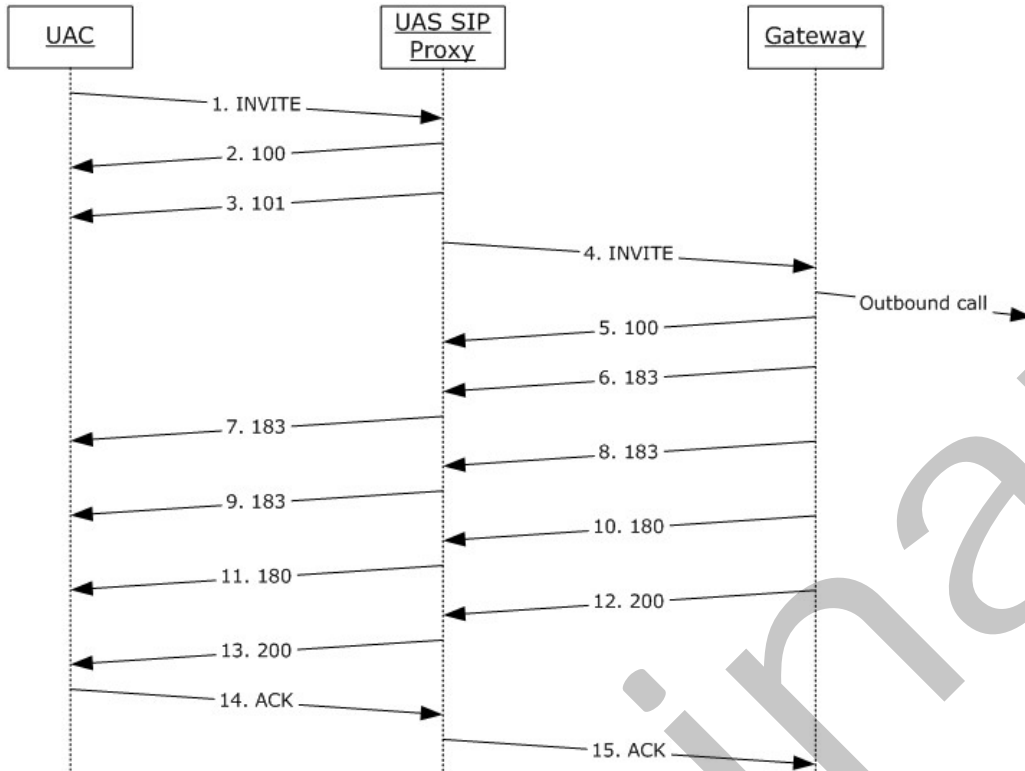 UAC
UAS SIP
Proxy
Gateway
1. INVITE
2. 100
3. 101
4. INVITE
Outbound call
5. 100
6. 183
7. 183
8. 183
9. 183
10. 180
11. 180
12. 200
13. 200
14. ACK
15. ACK
ina